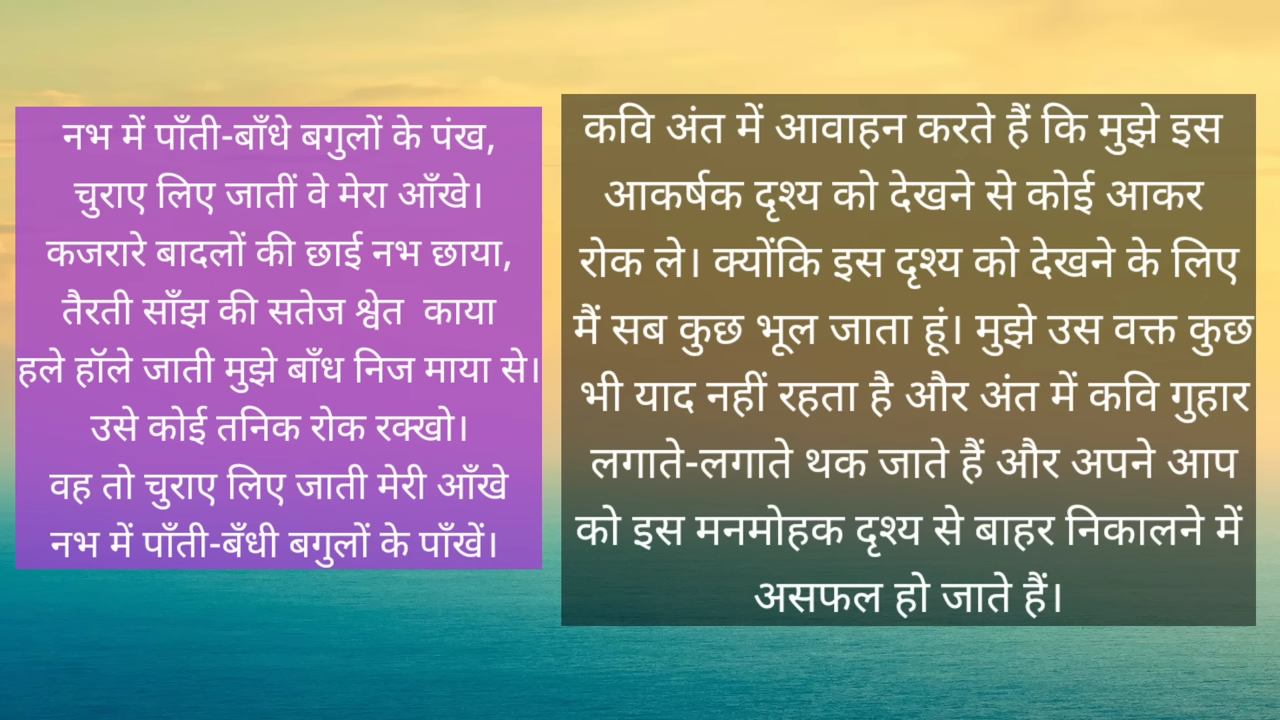 नभ में पाँती-बाँधे बगुलों के पंख,
चुराए लिए जातीं वे मेरा आँखे।
कजरारे बादलों की छाई नभ छाया,
तैरती साँझ की सतेज श्वेत काया
हले हॉले जाती मुझे बाँध निज माया से।
उसे कोई तनिक रोक रक्खो।
वह तो चुराए लिए जाती मेरी आँखे
नभ में पाँती-बँधी बगुलों के पाँखें।
कवि अंत में आवाहन करते हैं कि मुझे इस
आकर्षक दृश्य को देखने से कोई आकर
रोक ले। क्योंकि इस दृश्य को देखने के लिए
मैं सब कुछ भूल जाता हूं। मुझे उस वक्त कुछ
भी याद नहीं रहता है और अंत में कवि गुहार
लगाते-लगाते थक जाते हैं और अपने आप
को इस मनमोहक दृश्य से बाहर निकालने में
असफल हो जाते हैं।